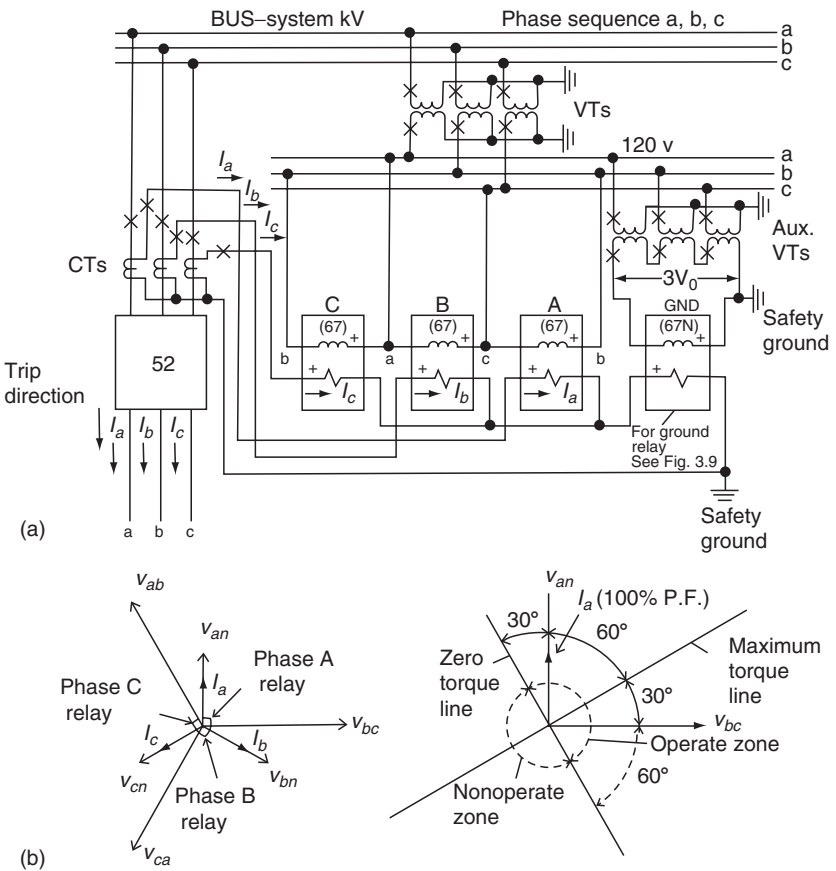 BUS–system kV Phase sequence a, b, c
a
b
c
VTs
120 v
a
b
c
I_a
I_b
I_c
CTs
Aux.
VTs
3V_0
C
(67)
B
(67)
A
(67)
GND
(67N)
Safety
ground
+
+
+
+
b
a
c
b
+
+
+
+
I_c
I_b
I_a
52
Trip
direction
I_a
I_b
I_c
For ground
relay
See Fig. 3.9
Safety
ground
(a)
a b c
V_ab
V_an
I_a
Phase A
relay
Phase C
relay
V_bc
I_c
I_b
V_cn
V_bn
Phase B
relay
V_ca
V_an
I_a (100% P.F.)
30°
60°
Zero
torque
line
Maximum
torque
line
30°
V_bc
Operate zone
60°
Nonoperate
zone
(b)